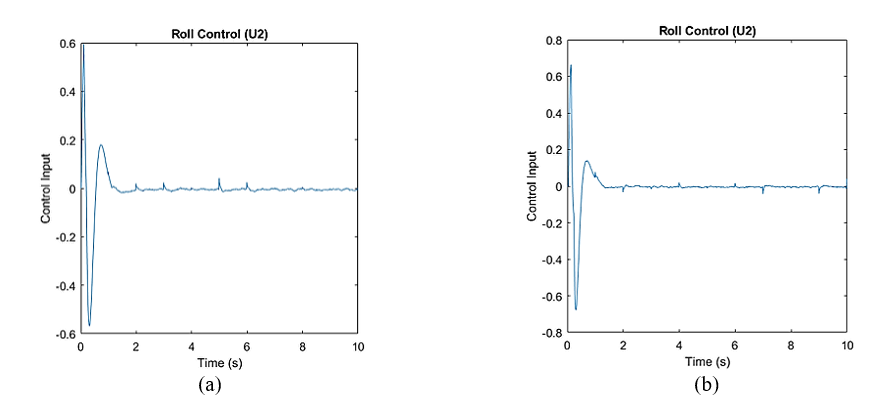 Roll Control (U2)
0.6
0.4
0.2
0
-0.2
-0.4
-0.6
Control Input
0 2 4 6 8 10
Time (s)
(a)
Roll Control (U2)
0.8
0.6
0.4
0.2
0
-0.2
-0.4
-0.6
-0.8
Control Input
0 2 4 6 8 10
Time (s)
(b)